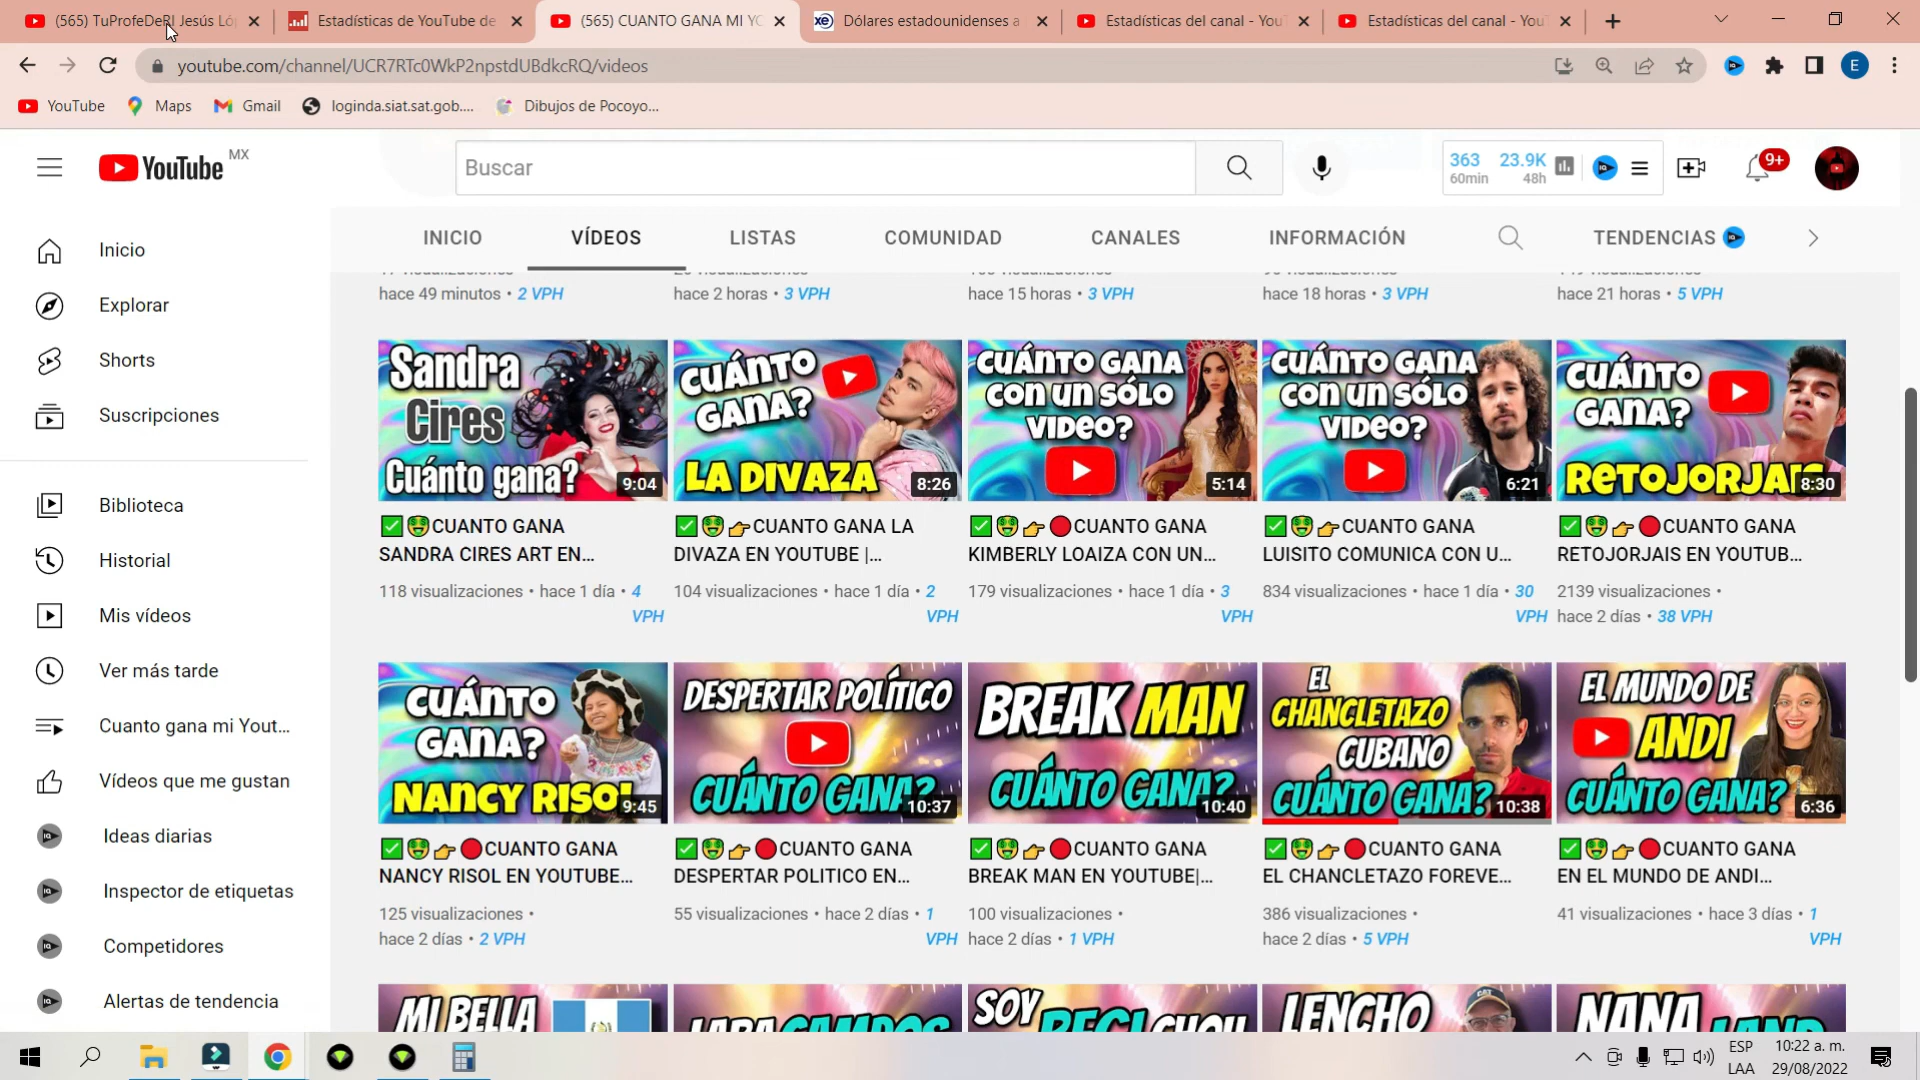 (565) TuProfeDeRI Jesús Ló
Estadísticas de YouTube de
(565) CUANTO GANA MI YO
Dólares estadounidenses a
Estadísticas del canal - YouT
Estadísticas del canal - YouT
youtube.com/channel/UCR7RTc0WkP2npstdUBdkcRQ/videos
E
YouTube
Maps
Gmail
loginda.siat.sat.gob....
Dibujos de Pocoyo...
YouTube MX
Buscar
363 60min
23.9K 48h
9+
INICIO
VÍDEOS
LISTAS
COMUNIDAD
CANALES
INFORMACIÓN
TENDENCIAS
Inicio
Explorar
Shorts
Suscripciones
Biblioteca
Historial
Mis vídeos
Ver más tarde
Cuanto gana mi Yout...
Vídeos que me gustan
Ideas diarias
Inspector de etiquetas
Competidores
Alertas de tendencia
hace 49 minutos • 2 VPH
hace 2 horas • 3 VPH
hace 15 horas • 3 VPH
hace 18 horas • 3 VPH
hace 21 horas • 5 VPH
Sandra
Cires
Cuánto gana?
9:04
CUÁNTO
GANA?
LA DIVAZA
8:26
CUÁNTO GANA
CON UN SÓLO
VIDEO?
5:14
CUÁNTO GANA
CON UN SÓLO
VIDEO?
6:21
CUÁNTO
GANA?
RETOJORJAIS
8:30
✅🤑CUANTO GANA
SANDRA CIRES ART EN...
118 visualizaciones • hace 1 día • 4
VPH
✅🤑👉CUANTO GANA LA
DIVAZA EN YOUTUBE |...
104 visualizaciones • hace 1 día • 2
VPH
✅🤑👉🔴CUANTO GANA
KIMBERLY LOAIZA CON UN...
179 visualizaciones • hace 1 día • 3
VPH
✅🤑👉CUANTO GANA
LUISITO COMUNICA CON U...
834 visualizaciones • hace 1 día • 30
VPH
✅🤑👉🔴CUANTO GANA
RETOJORJAIS EN YOUTUB...
2139 visualizaciones •
hace 2 días • 38 VPH
CUÁNTO
GANA?
NANCY RISOL
9:45
DESPERTAR POLÍTICO
CUÁNTO GANA?
10:37
BREAK MAN
CUÁNTO GANA?
10:40
EL
CHANCLETAZO
CUBANO
CUÁNTO GANA?
10:38
EL MUNDO DE
ANDI
CUÁNTO GANA?
6:36
✅🤑👉🔴CUANTO GANA
NANCY RISOL EN YOUTUBE...
125 visualizaciones •
hace 2 días • 2 VPH
✅🤑👉🔴CUANTO GANA
DESPERTAR POLITICO EN...
55 visualizaciones • hace 2 días • 1
VPH
✅🤑👉🔴CUANTO GANA
BREAK MAN EN YOUTUBE|...
100 visualizaciones •
hace 2 días • 1 VPH
✅🤑👉🔴CUANTO GANA
EL CHANCLETAZO FOREVE...
386 visualizaciones •
hace 2 días • 5 VPH
✅🤑👉🔴CUANTO GANA
EN EL MUNDO DE ANDI...
41 visualizaciones • hace 3 días • 1
VPH
MI BELLA
LARA CAMPOS
SOY
REGI CHOU
LENCHO
CAT
NANA LAND
ESP
LAA
10:22 a. m.
29/08/2022